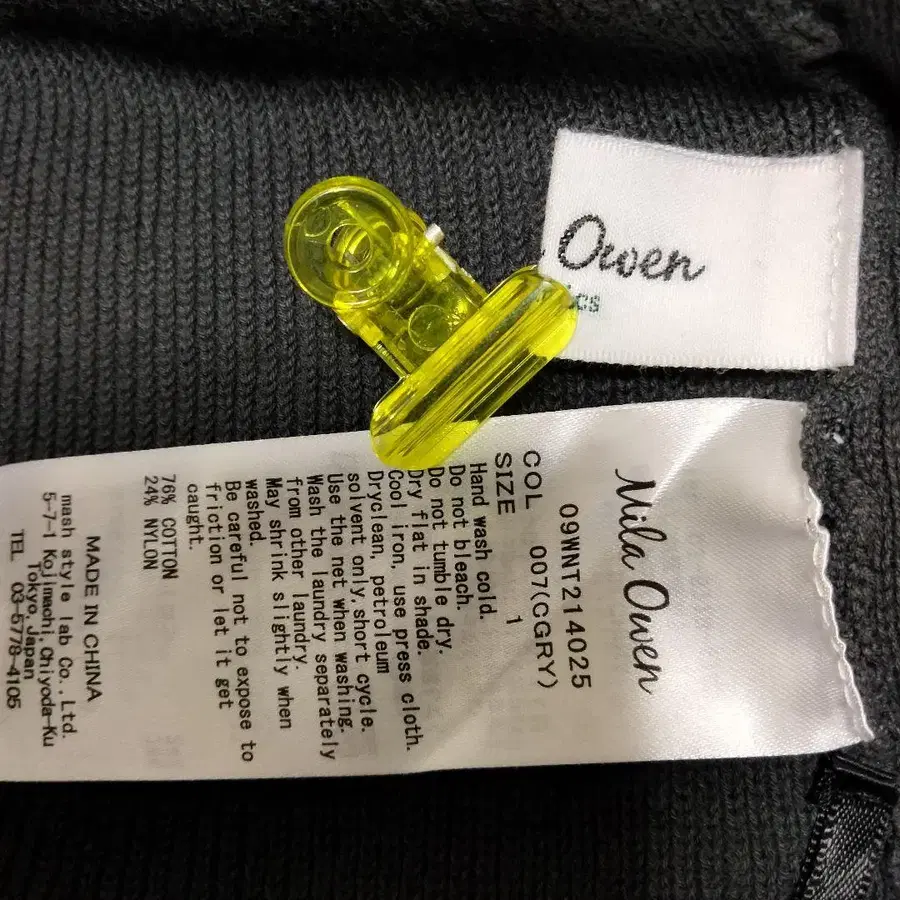 Owen
ics
Mila Owen
09WNT214025
COL 007(CGRY)
SIZE 1
Hand wash cold.
Do not bleach.
Do not tumble dry.
Dry flat in shade.
Cool iron, use press cloth.
Dryclean, petroleum
solvent only, short cycle.
Use the net when washing.
Wash the laundry separately
from other laundry.
May shrink slightly when
washed.
Be careful not to expose to
friction or let it get
caught.
76% COTTON
24% NYLON
MADE IN CHINA
mash style lab Co., Ltd.
5-7-1 Kojimachi, Chiyoda-Ku
Tokyo, Japan
TEL 03-5778-4105